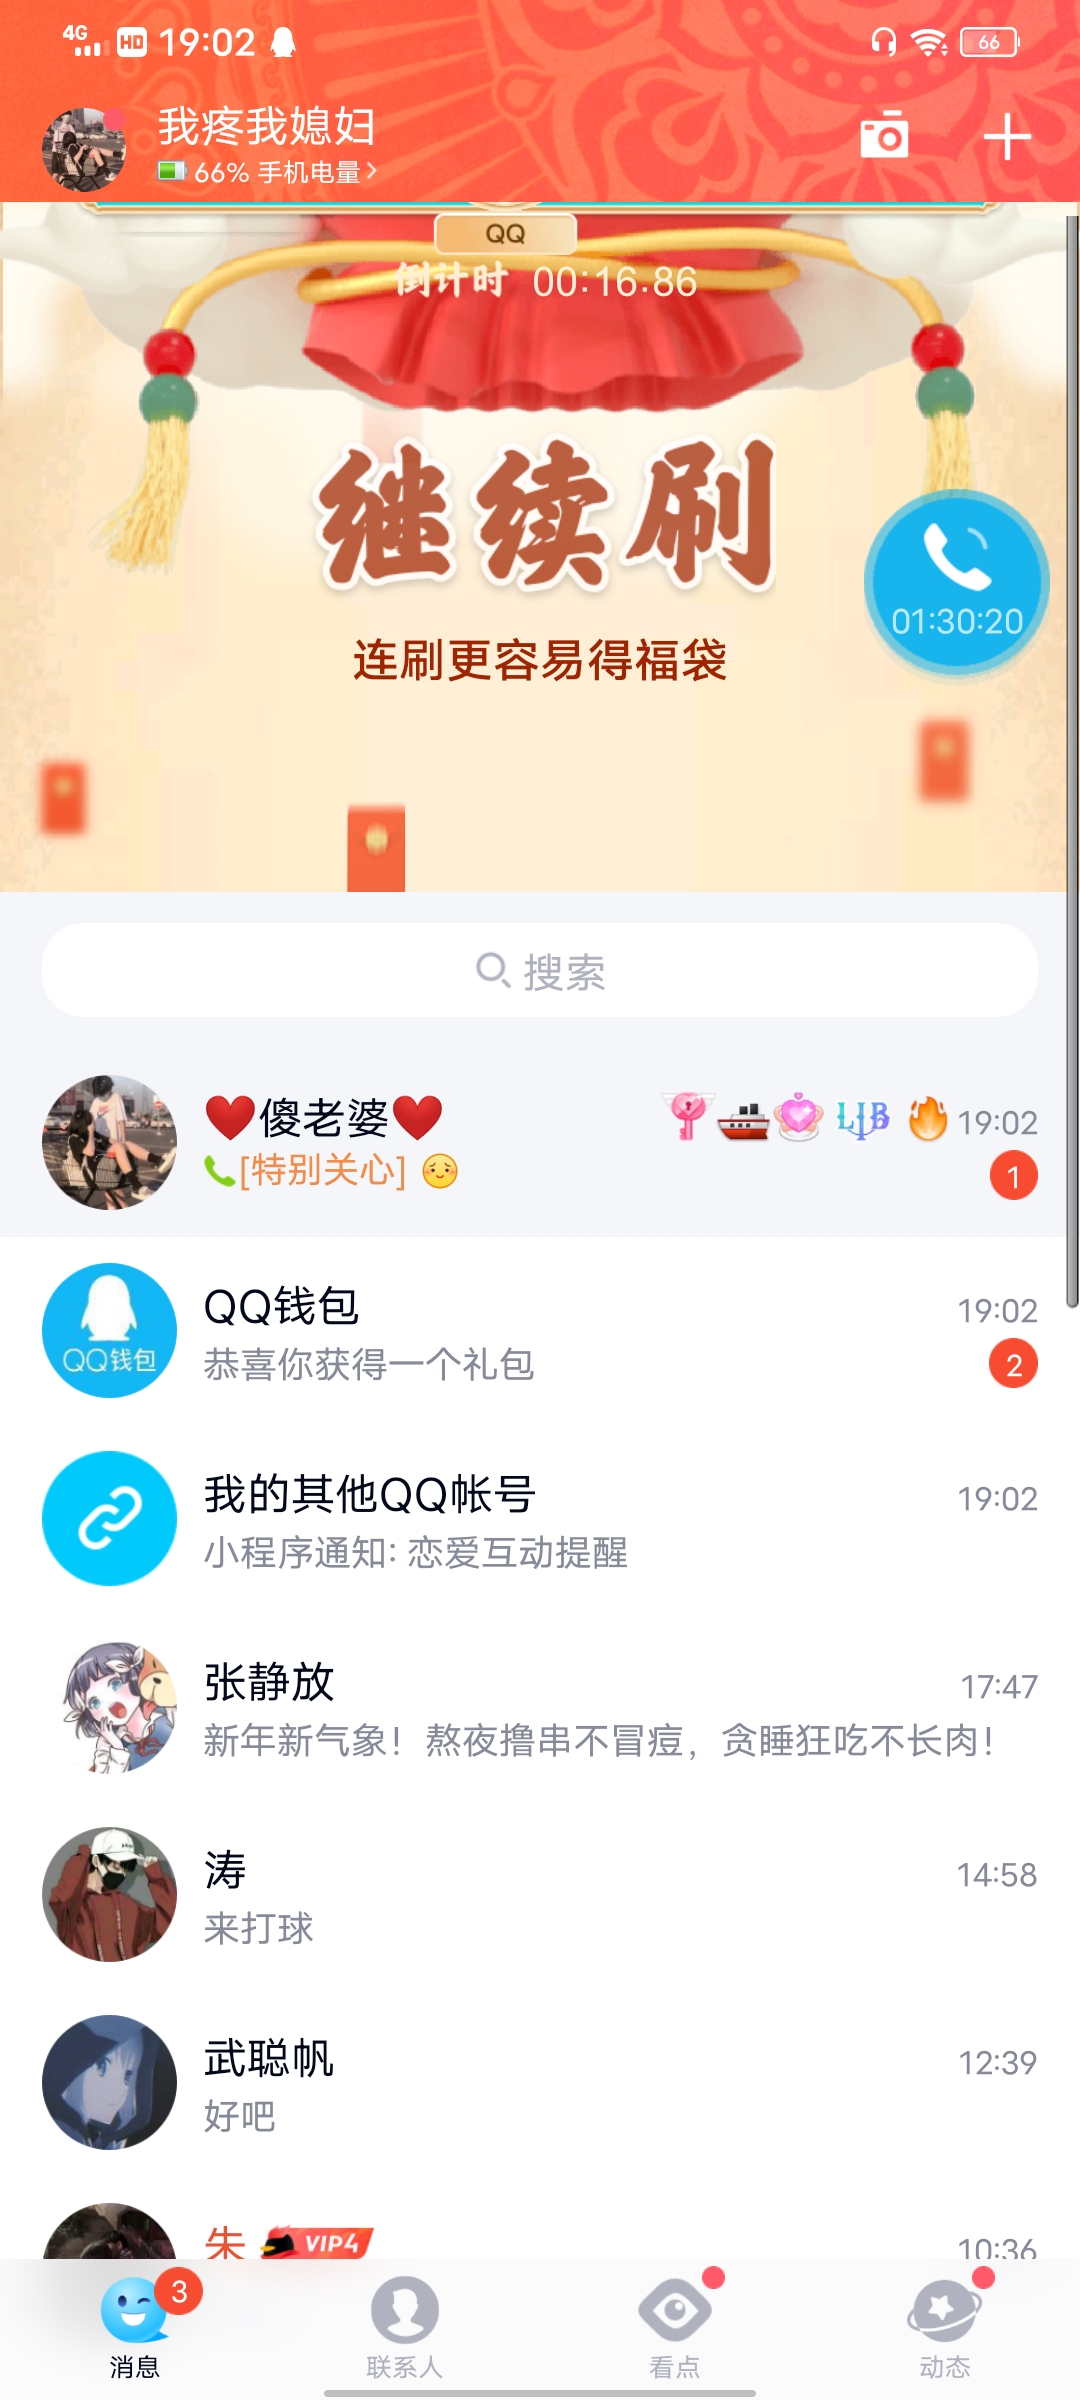 4G HD 19:02 66
我疼我媳妇
66% 手机电量
QQ
倒计时 00:16.86
继续刷
01:30:20
连刷更容易得福袋
搜索
傻老婆 LIB 19:02
[特别关心] 1
QQ钱包 19:02
QQ钱包
恭喜你获得一个礼包 2
我的其他QQ帐号 19:02
小程序通知: 恋爱互动提醒
张静放 17:47
新年新气象！熬夜撸串不冒痘，贪睡狂吃不长肉！
涛 14:58
来打球
武聪帆 12:39
好吧
朱 VIP4 10:36
3
消息 联系人 看点 动态